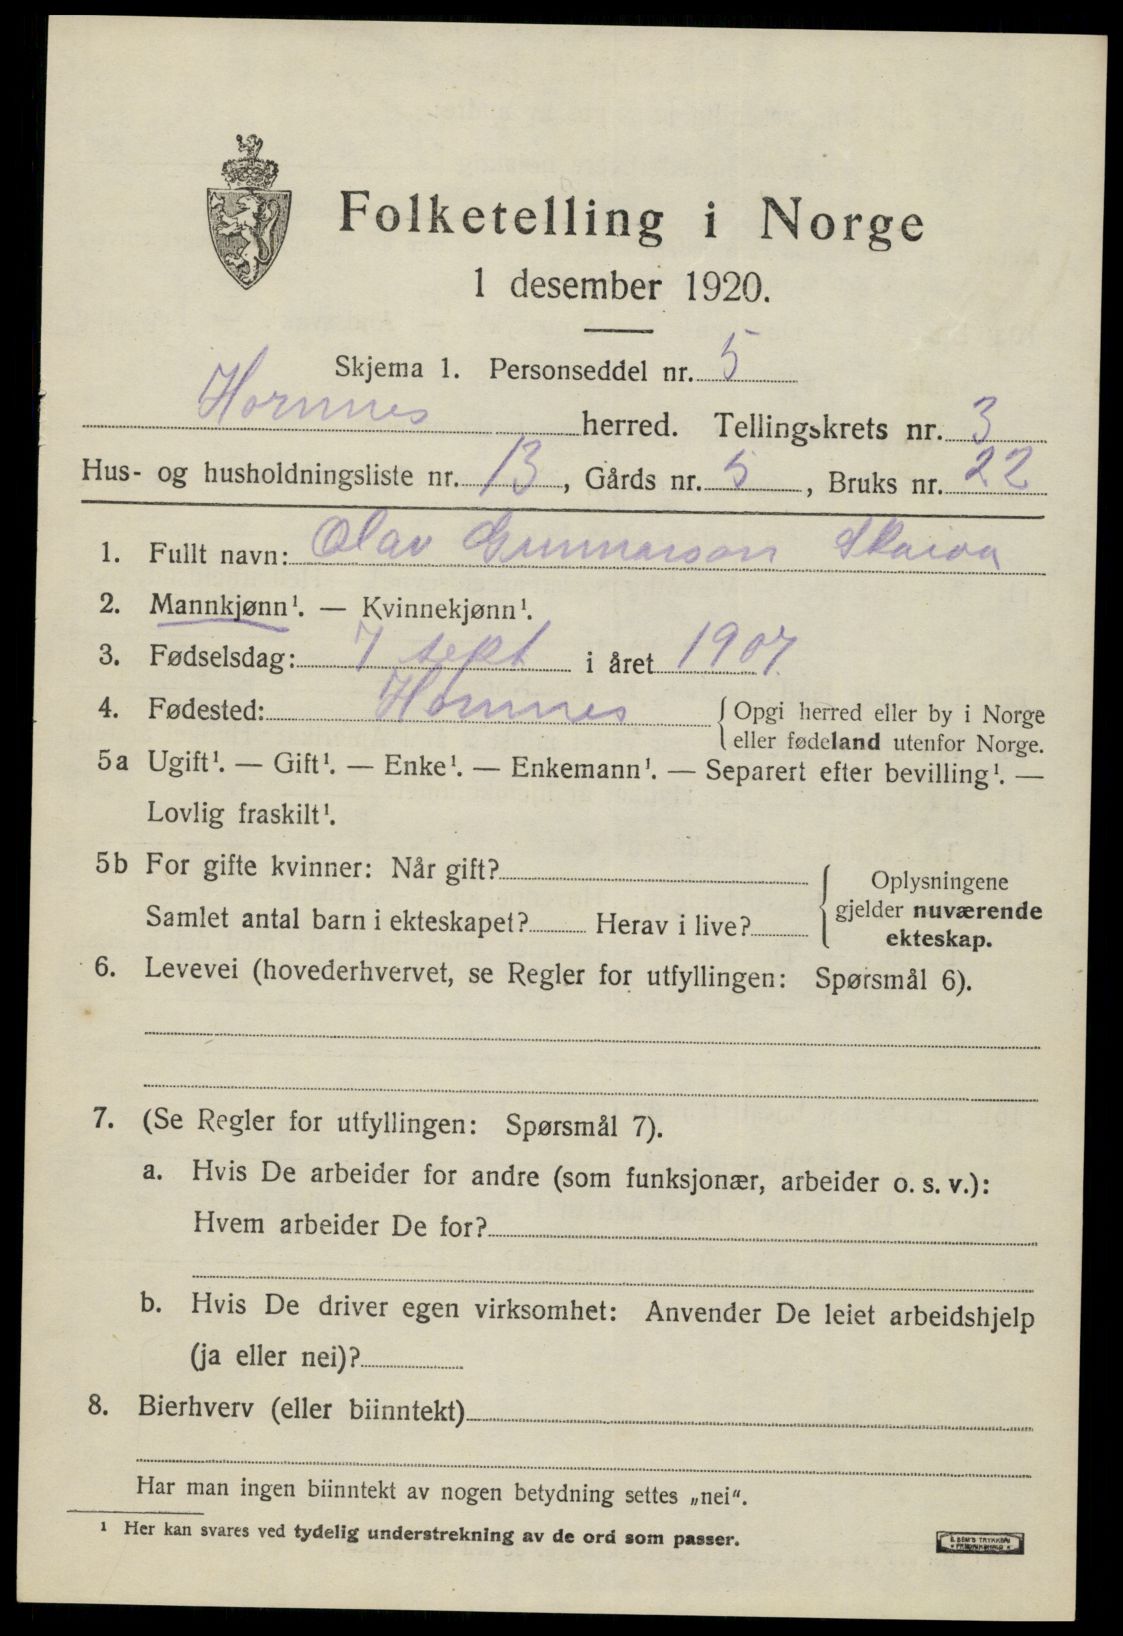 Folketelling i Norge
1 desember 1920.
Skjema 1. Personseddel nr. 5
Hornnes herred. Tellingskrets nr. 3
Hus- og husholdningsliste nr. 13, Gårds nr. 5, Bruks nr. 22
1. Fullt navn: Olav Gunnarson
2. Mannkjønn¹. — Kvinnekjønn¹.
3. Fødselsdag: 7 sept i året 1907
4. Fødested: Hornnes { Opgi herred eller by i Norge
eller fødeland utenfor Norge.
5a Ugift¹. — Gift¹. — Enke¹. — Enkemann¹. — Separert efter bevilling¹. —
Lovlig fraskilt¹.
5b For gifte kvinner: Når gift?
Samlet antal barn i ekteskapet? Herav i live?
{ Oplysningene
gjelder nuværende
ekteskap.
6. Levevei (hovederhvervet, se Regler for utfyllingen: Spørsmål 6).
7. (Se Regler for utfyllingen: Spørsmål 7).
a. Hvis De arbeider for andre (som funksjonær, arbeider o. s. v.):
Hvem arbeider De for?
b. Hvis De driver egen virksomhet: Anvender De leiet arbeidshjelp
(ja eller nei)?
8. Bierhverv (eller biinntekt)
Har man ingen biinntekt av nogen betydning settes „nei“.
¹ Her kan svares ved tydelig understrekning av de ord som passer.